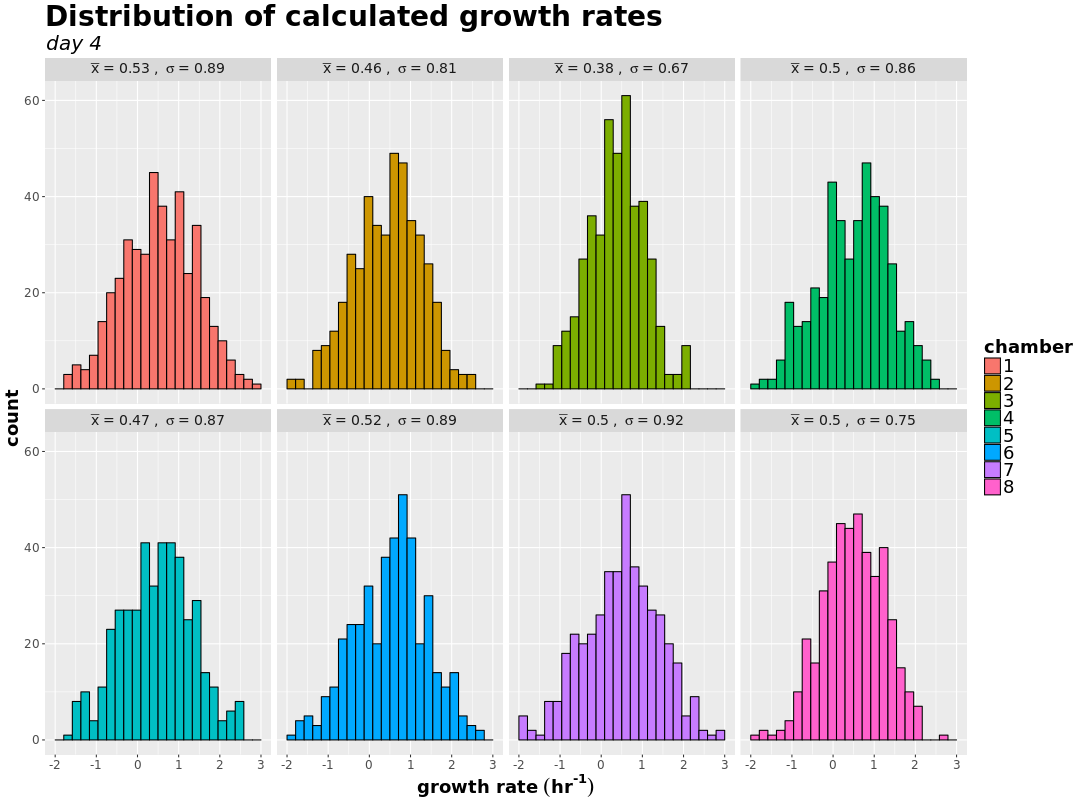 Distribution of calculated growth rates
day 4
x̅ = 0.53 , σ = 0.89
x̅ = 0.46 , σ = 0.81
x̅ = 0.38 , σ = 0.67
x̅ = 0.5 , σ = 0.86
60
40
20
0
x̅ = 0.47 , σ = 0.87
x̅ = 0.52 , σ = 0.89
x̅ = 0.5 , σ = 0.92
x̅ = 0.5 , σ = 0.75
60
40
20
0
-2 -1 0 1 2 3
-2 -1 0 1 2 3
-2 -1 0 1 2 3
-2 -1 0 1 2 3
count
growth rate (hr⁻¹)
chamber
1
2
3
4
5
6
7
8